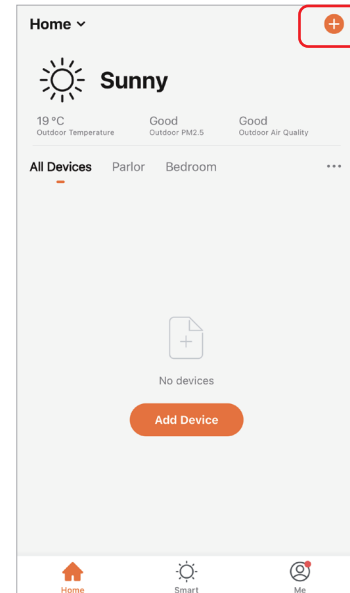 Home
Sunny
19 °C Good Good
Outdoor Temperature Outdoor PM2.5 Outdoor Air Quality
All Devices Parlor Bedroom ...
No devices
Add Device
Home Smart Me